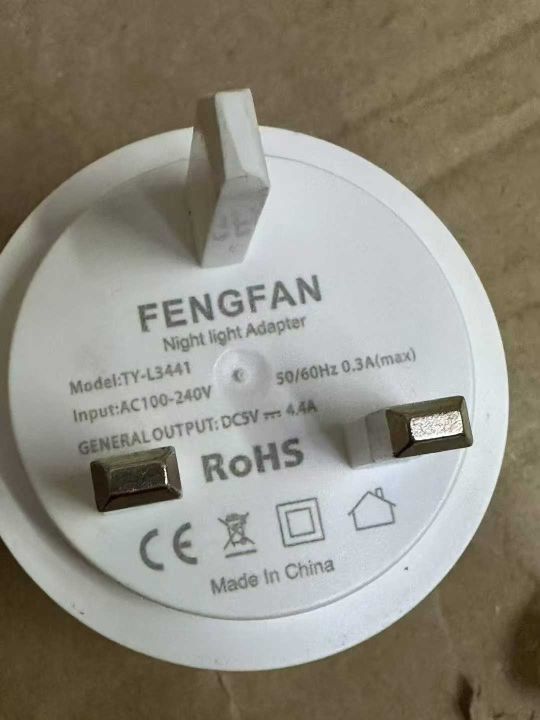 FENGFAN
Night light Adapter
Model:TY-L3441
Input:AC100-240V 50/60Hz 0.3A(max)
GENERAL OUTPUT: DC5V ⎓ 4.4A
RoHS
CE
Made In China